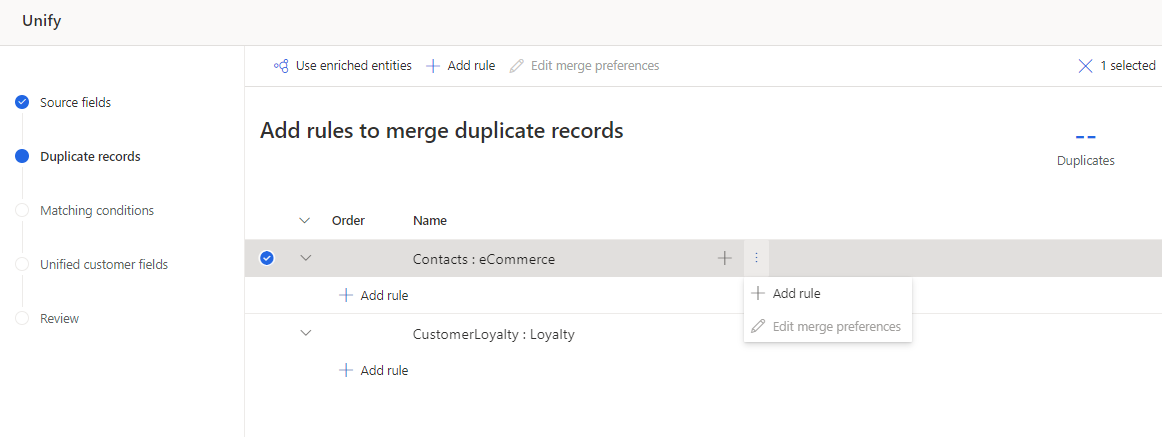 Unify
Use enriched entities Add rule Edit merge preferences 1 selected
Source fields
Duplicate records
Matching conditions
Unified customer fields
Review
Add rules to merge duplicate records
--
Duplicates
Order Name
Contacts : eCommerce
Add rule
Add rule
Edit merge preferences
CustomerLoyalty : Loyalty
Add rule